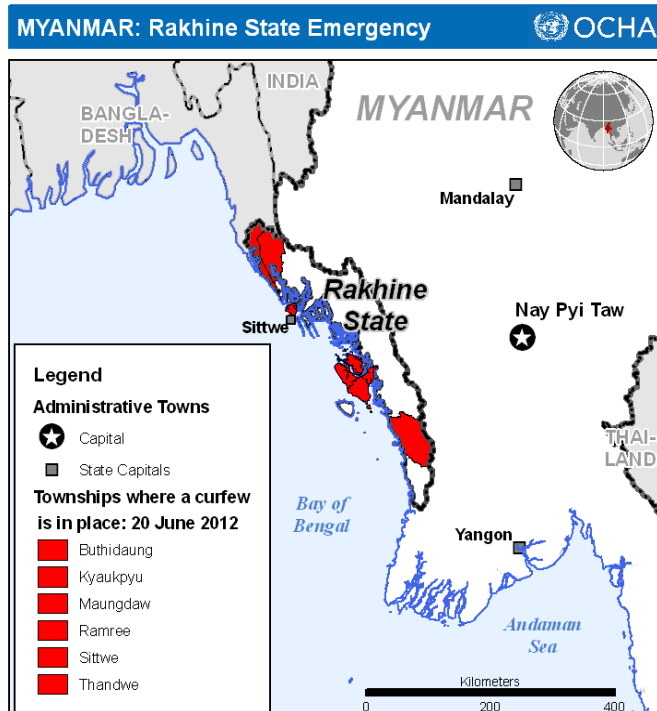 MYANMAR: Rakhine State Emergency
OCHA
INDIA
BANGLA-
DESH
MYANMAR
Mandalay
Rakhine
State
Nay Pyi Taw
Sittwe
THAI-
LAND
Bay of
Bengal
Yangon
Andaman
Sea
Legend
Administrative Towns
Capital
State Capitals
Townships where a curfew
is in place: 20 June 2012
Buthidaung
Kyaukpyu
Maungdaw
Ramree
Sittwe
Thandwe
Kilometers
0 200 400